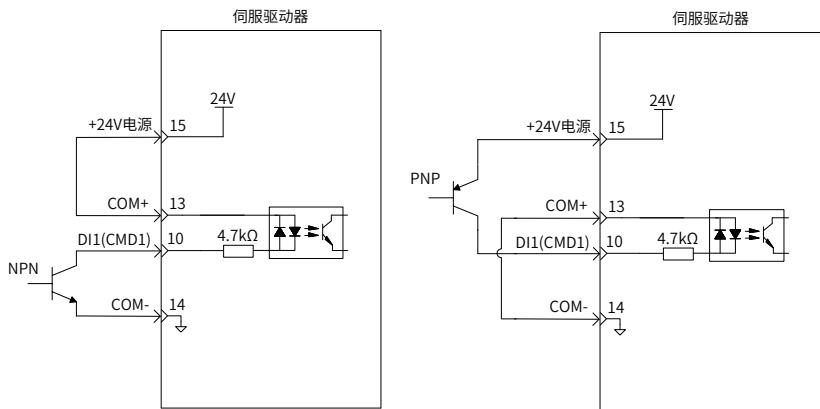 伺服驱动器
24V
+24V电源
15
COM+
13
DI1(CMD1)
10
4.7kΩ
NPN
COM-
14
伺服驱动器
24V
+24V电源
15
PNP
COM+
13
DI1(CMD1)
10
4.7kΩ
COM-
14